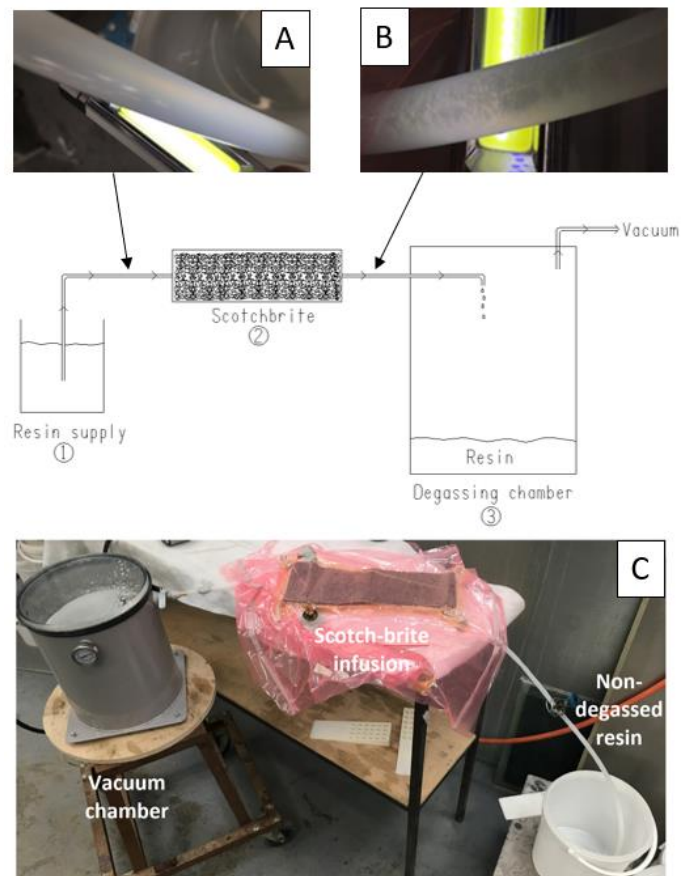 A
B
Vacuum
Scotchbrite
②
Resin supply
①
Resin
Degassing chamber
③
C
Scotch-brite
infusion
Non-
degassed
resin
Vacuum
chamber